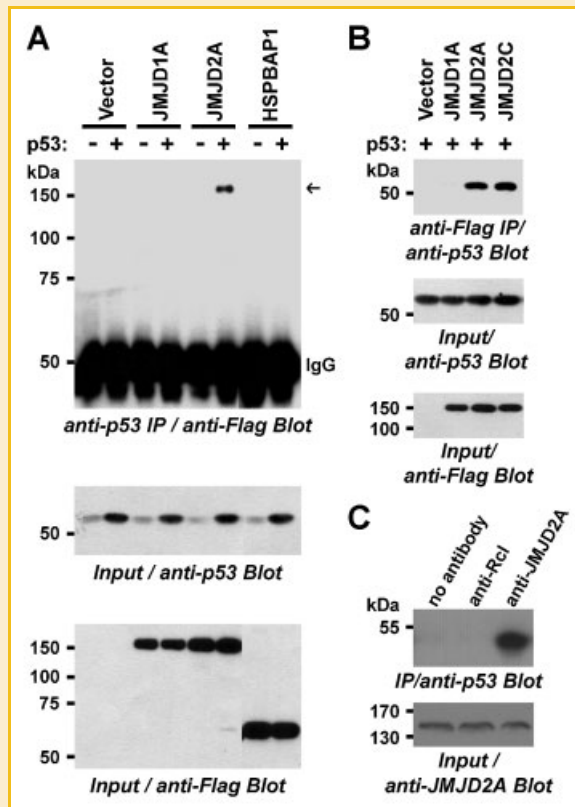 A
Vector
JMJD1A
JMJD2A
HSPBAP1
p53: - + - + - + - +
kDa
150
←
100
75
50
IgG
anti-p53 IP / anti-Flag Blot
50
Input / anti-p53 Blot
150
100
75
50
Input / anti-Flag Blot
B
Vector
JMJD1A
JMJD2A
JMJD2C
p53: + + + +
kDa
50
anti-Flag IP/
anti-p53 Blot
50
Input/
anti-p53 Blot
150
100
Input/
anti-Flag Blot
C
no antibody
anti-Rcl
anti-JMJD2A
kDa
55
IP/anti-p53 Blot
170
130
Input /
anti-JMJD2A Blot